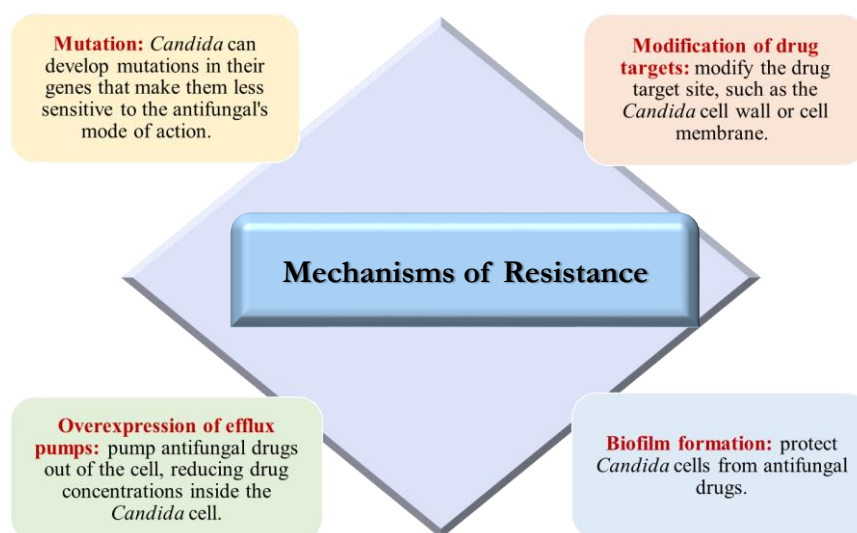 Mutation: Candida can
develop mutations in their
genes that make them less
sensitive to the antifungal's
mode of action.
Modification of drug
targets: modify the drug
target site, such as the
Candida cell wall or cell
membrane.
Mechanisms of Resistance
Overexpression of efflux
pumps: pump antifungal drugs
out of the cell, reducing drug
concentrations inside the
Candida cell.
Biofilm formation: protect
Candida cells from antifungal
drugs.